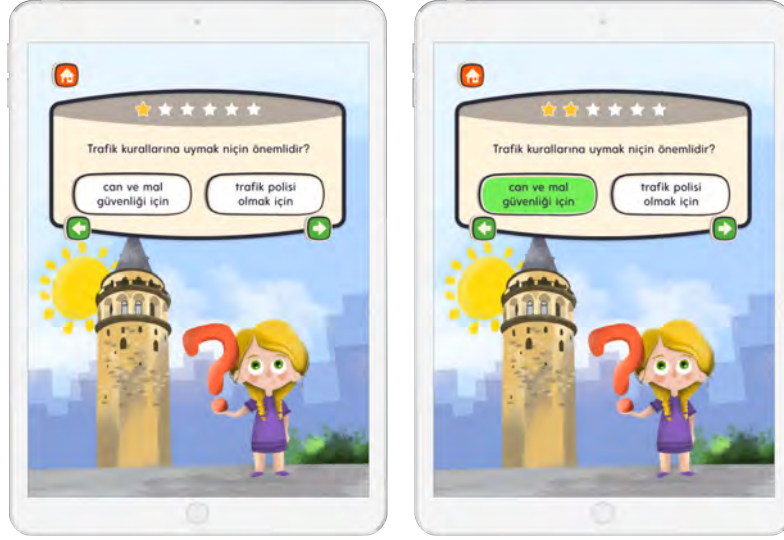 Trafik kurallarına uymak niçin önemlidir?
can ve mal
güvenliği için
trafik polisi
olmak için
Trafik kurallarına uymak niçin önemlidir?
can ve mal
güvenliği için
trafik polisi
olmak için